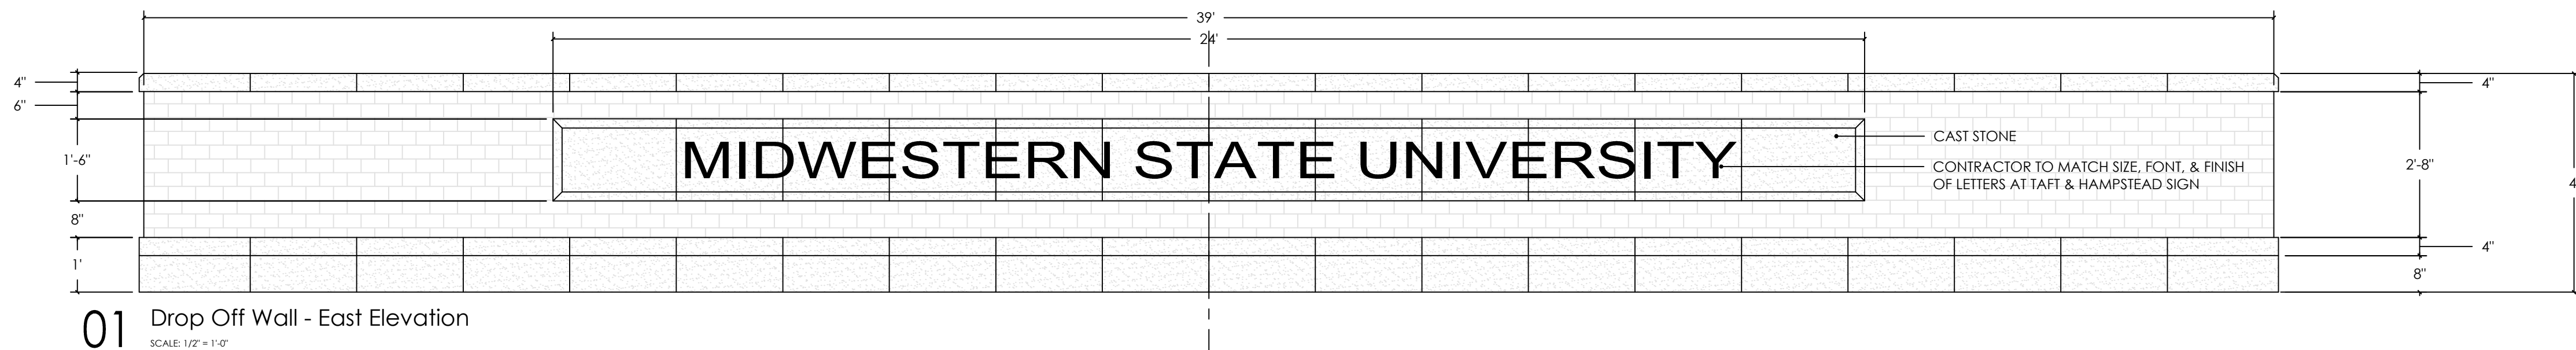 39'
24'
4"
4"
6"
MIDWESTERN STATE UNIVERSITY
CAST STONE
CONTRACTOR TO MATCH SIZE, FONT, & FINISH
OF LETTERS AT TAFT & HAMPSTEAD SIGN
1'-6"
2'-8"
8"
4"
1'
8"
01
Drop Off Wall - East Elevation
SCALE: 1/2" = 1'-0"